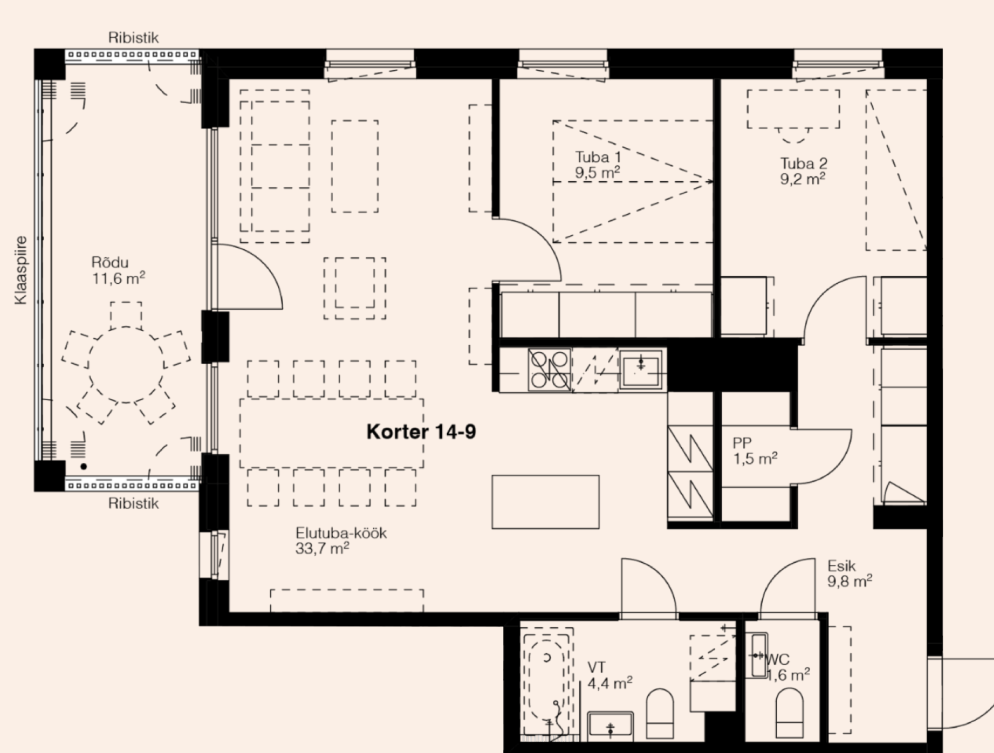 Ribistik
Tuba 1
9,5 m²
Tuba 2
9,2 m²
Klaaspiire
Rõdu
11,6 m²
Korter 14-9
PP
1,5 m²
Ribistik
Elutuba-köök
33,7 m²
Esik
9,8 m²
VT
4,4 m²
WC
1,6 m²